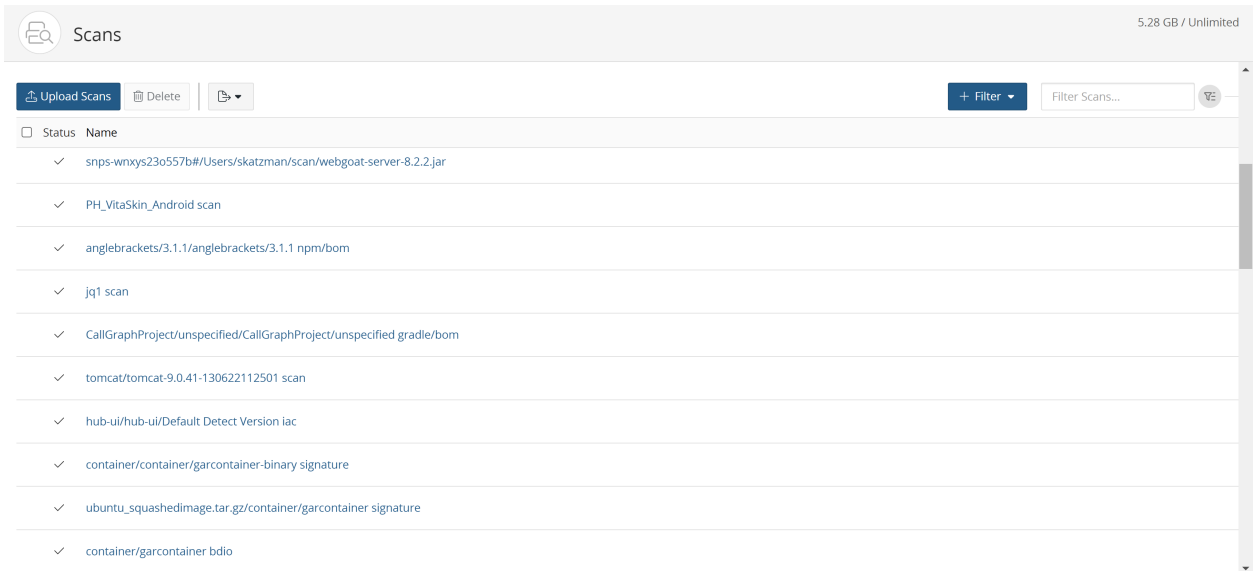 Scans
5.28 GB / Unlimited
Upload Scans
Delete
+ Filter
Filter Scans...
Status Name
snps-wnxys23o557b#/Users/skatzman/scan/webgoat-server-8.2.2.jar
PH_VitaSkin_Android scan
anglebrackets/3.1.1/anglebrackets/3.1.1 npm/bom
jq1 scan
CallGraphProject/unspecified/CallGraphProject/unspecified gradle/bom
tomcat/tomcat-9.0.41-130622112501 scan
hub-ui/hub-ui/Default Detect Version iac
container/container/garcontainer-binary signature
ubuntu_squashedimage.tar.gz/container/garcontainer signature
container/garcontainer bdio